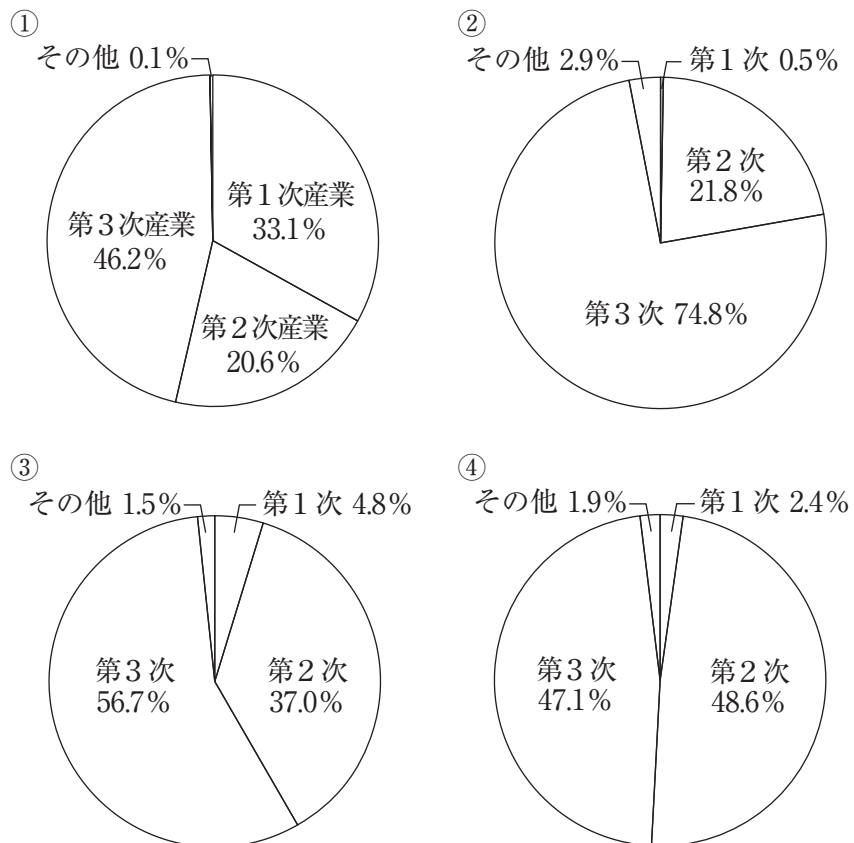 ①
その他 0.1%
第1次産業
33.1%
第3次産業
46.2%
第2次産業
20.6%
②
その他 2.9%
第1次 0.5%
第2次
21.8%
第3次 74.8%
③
その他 1.5%
第1次 4.8%
第3次
56.7%
第2次
37.0%
④
その他 1.9%
第1次 2.4%
第3次
47.1%
第2次
48.6%